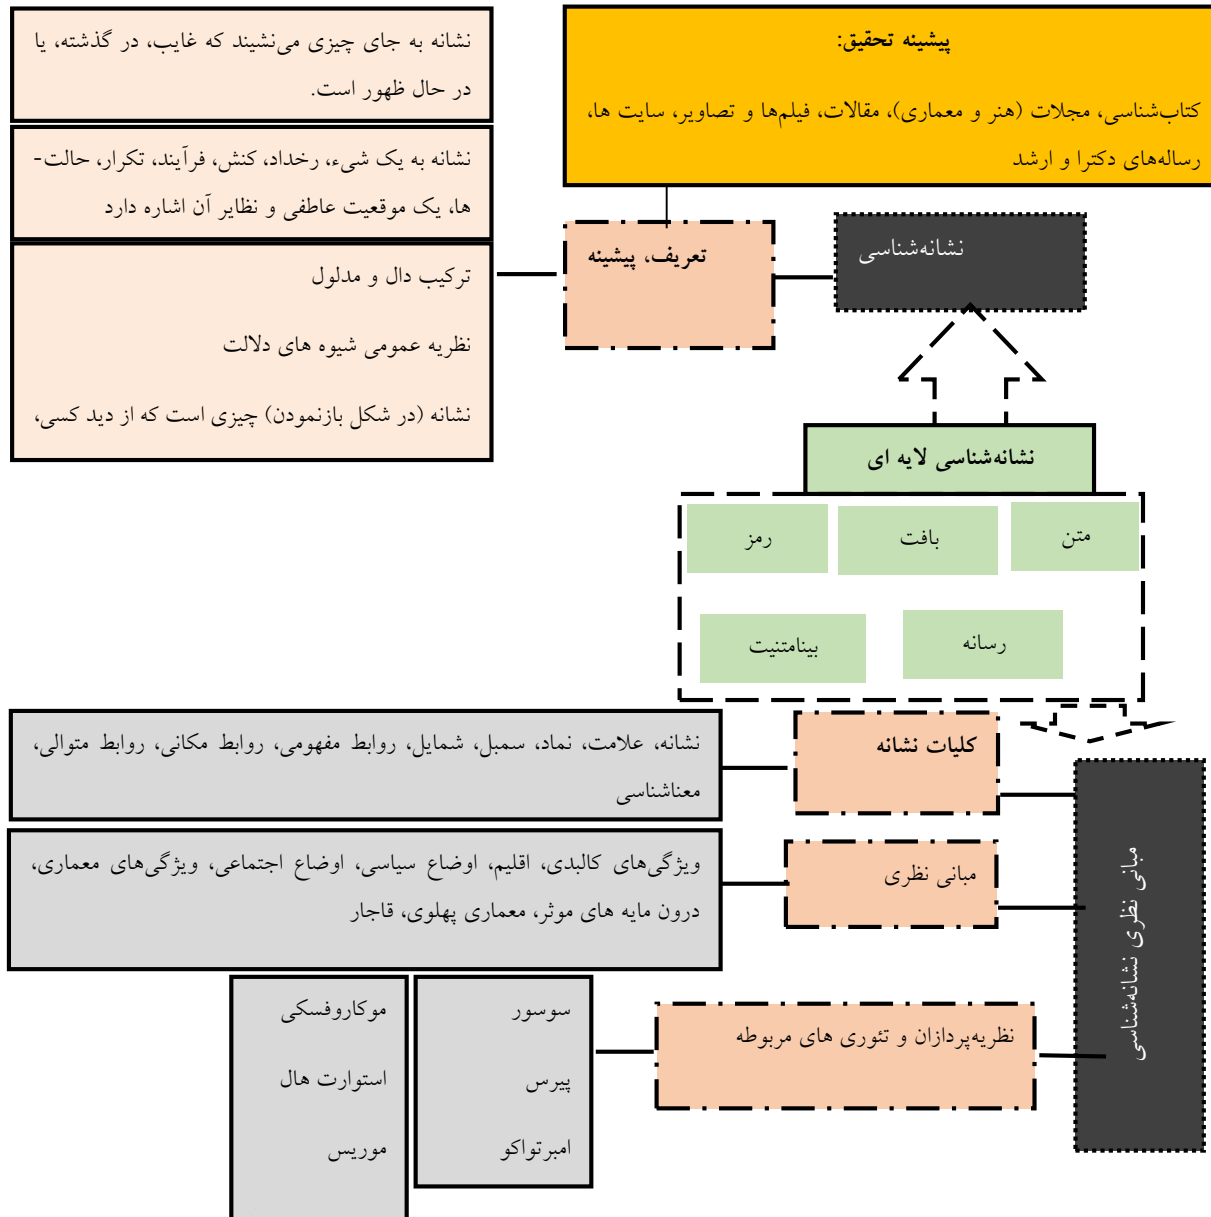 پیشینه تحقیق:
کتاب‌شناسی، مجلات (هنر و معماری)، مقالات، فیلم‌ها و تصاویر، سایت ها،
رساله‌های دکترا و ارشد
نشانه به جای چیزی می‌نشیند که غایب، در گذشته، یا
در حال ظهور است.
نشانه به یک شیء، رخداد، کنش، فرآیند، تکرار، حالت-
ها، یک موقعیت عاطفی و نظایر آن اشاره دارد
ترکیب دال و مدلول
نظریه عمومی شیوه های دلالت
نشانه (در شکل بازنمودن) چیزی است که از دید کسی،
نشانه‌شناسی
تعریف، پیشینه
نشانه‌شناسی لایه ای
متن
بافت
رمز
رسانه
بینامتنیت
مبانی نظری نشانه‌شناسی
کلیات نشانه
نشانه، علامت، نماد، سمبل، شمایل، روابط مفهومی، روابط مکانی، روابط متوالی،
معناشناسی
مبانی نظری
ویژگی‌های کالبدی، اقلیم، اوضاع سیاسی، اوضاع اجتماعی، ویژگی‌های معماری،
درون مایه های موثر، معماری پهلوی، قاجار
نظریه‌پردازان و تئوری های مربوطه
سوسور
پیرس
امبرتواکو
موکاروفسکی
استوارت هال
موریس